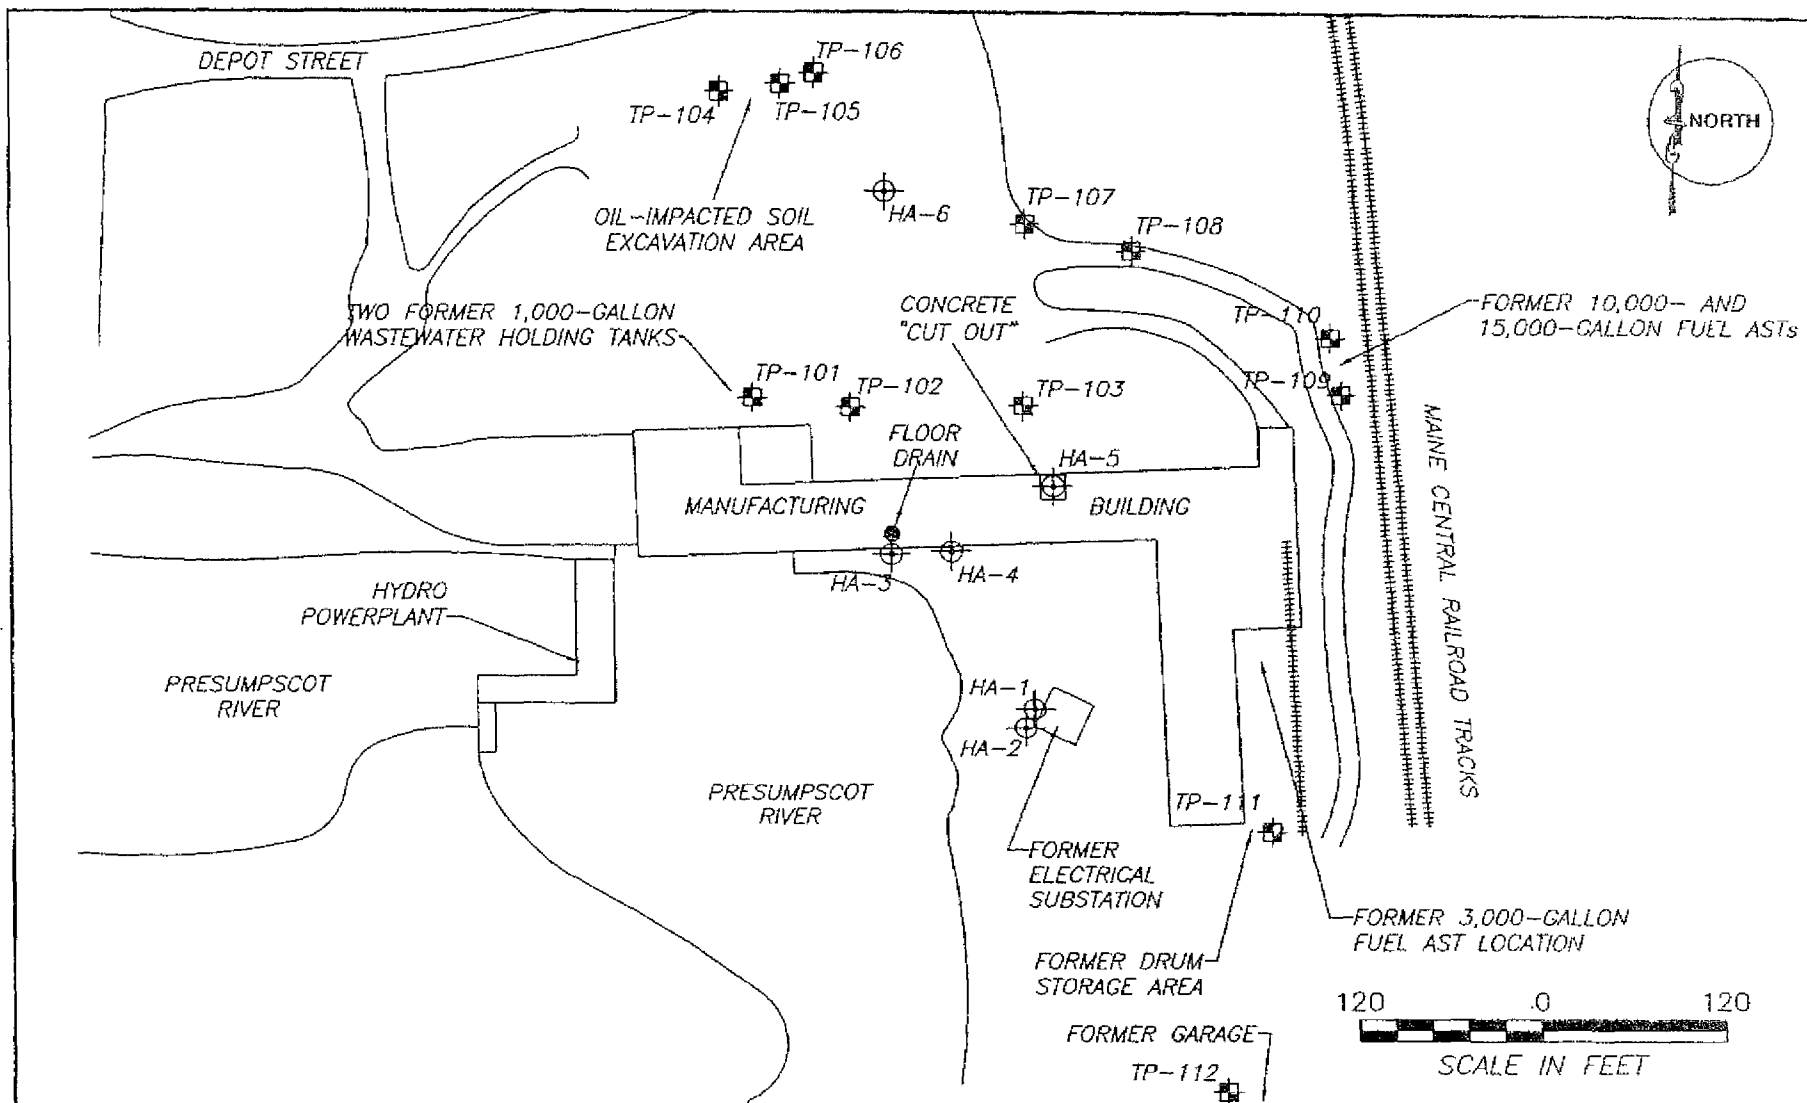 DEPOT STREET
TP-106
TP-104
TP-105
NORTH
OIL-IMPACTED SOIL
EXCAVATION AREA
HA-6
TP-107
TP-108
TWO FORMER 1,000-GALLON
WASTEWATER HOLDING TANKS
CONCRETE
"CUT OUT"
TP-110
FORMER 10,000- AND
15,000-GALLON FUEL ASTs
TP-101
TP-102
TP-103
TP-109
FLOOR
DRAIN
HA-5
MANUFACTURING
BUILDING
MAINE CENTRAL RAILROAD TRACKS
HA-3
HA-4
HYDRO
POWERPLANT
PRESUMPSCOT
RIVER
HA-1
HA-2
PRESUMPSCOT
RIVER
TP-111
FORMER
ELECTRICAL
SUBSTATION
FORMER 3,000-GALLON
FUEL AST LOCATION
FORMER DRUM
STORAGE AREA
120 0 120
SCALE IN FEET
FORMER GARAGE
TP-112